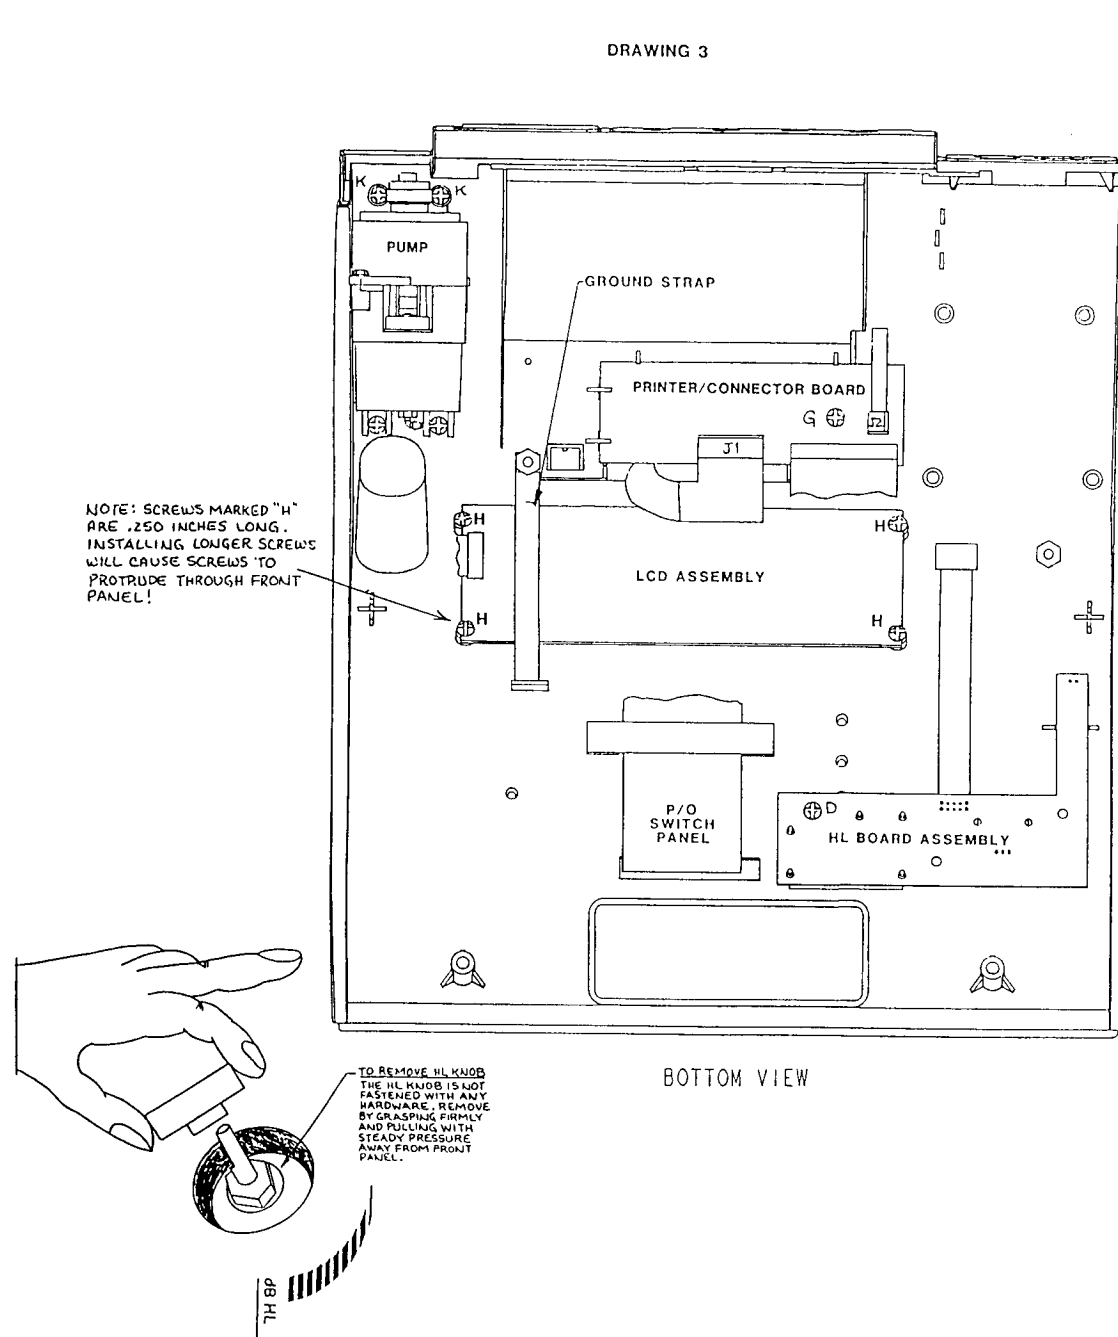 DRAWING 3
K
K
PUMP
GROUND STRAP
PRINTER/CONNECTOR BOARD
G
J2
J1
NOTE: SCREWS MARKED "H"
ARE .250 INCHES LONG.
INSTALLING LONGER SCREWS
WILL CAUSE SCREWS TO
PROTRUDE THROUGH FRONT
PANEL!
H
H
LCD ASSEMBLY
H
H
P/O
SWITCH
PANEL
D
HL BOARD ASSEMBLY
BOTTOM VIEW
TO REMOVE HL KNOB
THE HL KNOB IS NOT
FASTENED WITH ANY
HARDWARE. REMOVE
BY GRASPING FIRMLY
AND PULLING WITH
STEADY PRESSURE
AWAY FROM FRONT
PANEL.
dB HL